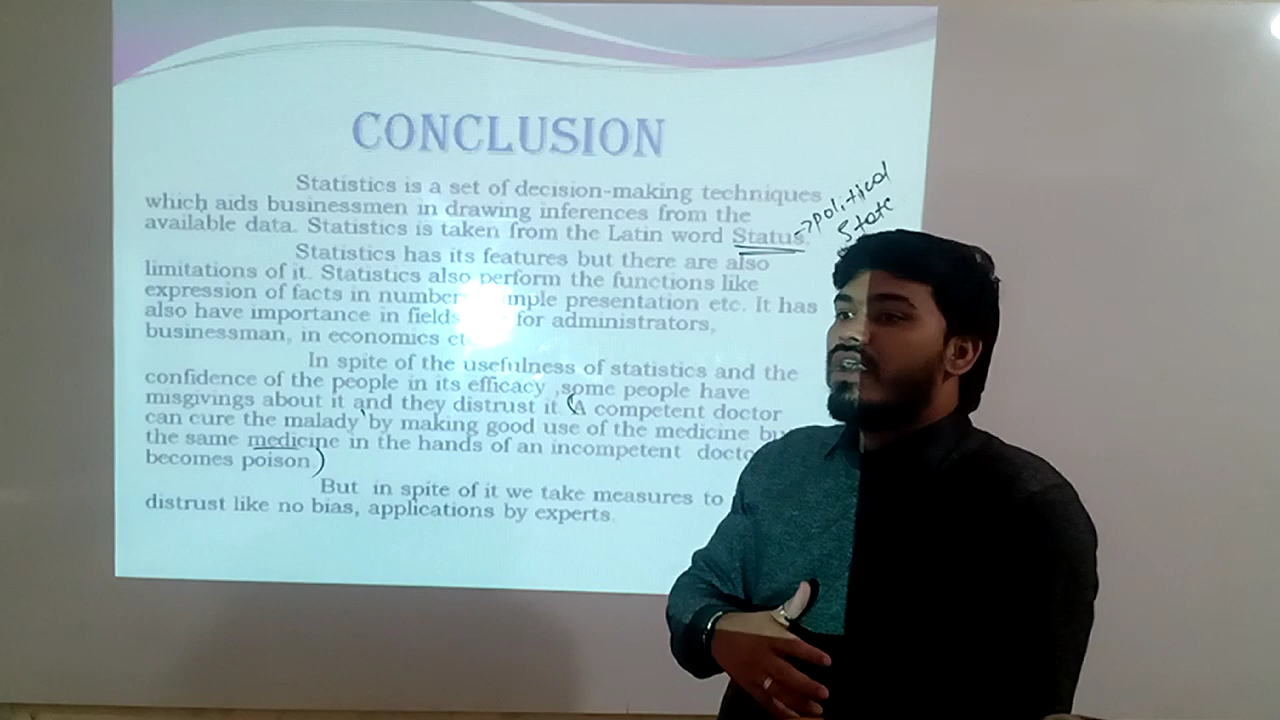 CONCLUSION
Statistics is a set of decision-making techniques
which aids businessmen in drawing inferences from the
available data. Statistics is taken from the Latin word Status.
→political
state
Statistics has its features but there are also
limitations of it. Statistics also perform the functions like
expression of facts in number mple presentation etc. It has
also have importance in fields for administrators,
businessman, in economics
In spite of the usefulness of statistics and the
confidence of the people in its efficacy ,some people have
misgivings about it and they distrust it. (A competent doctor
can cure the malady by making good use of the medicine
the same medicine in the hands of an incompetent
becomes poison)
But in spite of it we take measures to
distrust like no bias, applications by experts.